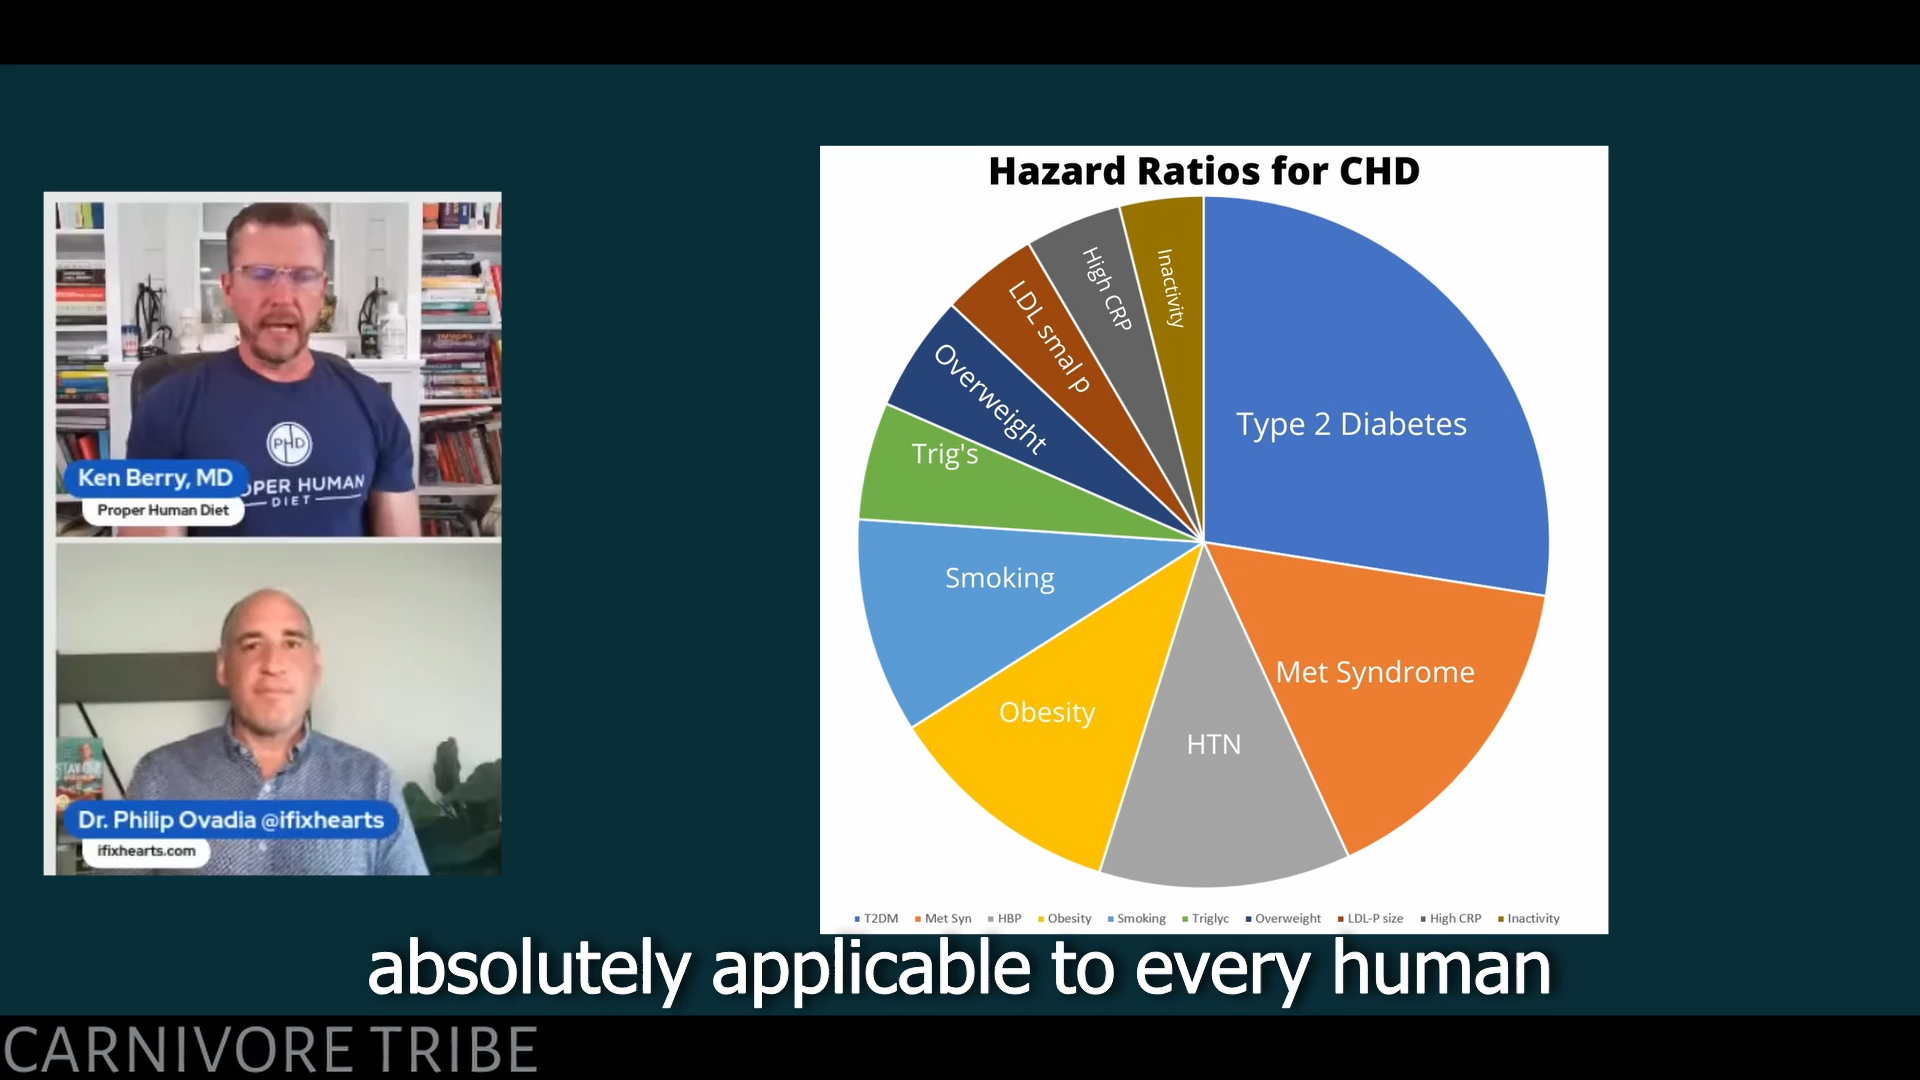 Hazard Ratios for CHD
Inactivity
High CRP
LDL smal p
Overweight
Trig's
Smoking
Obesity
HTN
Met Syndrome
Type 2 Diabetes
T2DM Met Syn HBP Obesity Smoking Triglyc Overweight LDL-P size High CRP Inactivity
PHD
OPER HUMAN
DIET
Ken Berry, MD
Proper Human Diet
Dr. Philip Ovadia @ifixhearts
ifixhearts.com
absolutely applicable to every human
CARNIVORE TRIBE